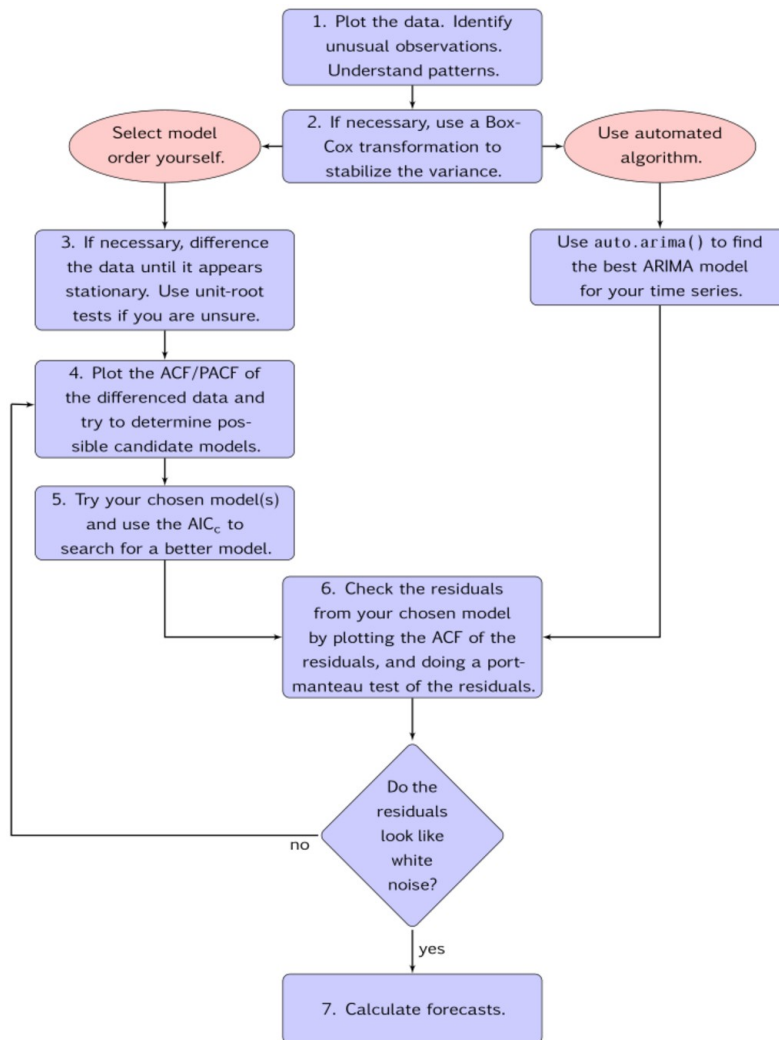 1. Plot the data. Identify
unusual observations.
Understand patterns.
Select model
order yourself.
2. If necessary, use a Box-
Cox transformation to
stabilize the variance.
Use automated
algorithm.
3. If necessary, difference
the data until it appears
stationary. Use unit-root
tests if you are unsure.
Use auto.arima() to find
the best ARIMA model
for your time series.
4. Plot the ACF/PACF of
the differenced data and
try to determine pos-
sible candidate models.
5. Try your chosen model(s)
and use the AICc to
search for a better model.
6. Check the residuals
from your chosen model
by plotting the ACF of the
residuals, and doing a port-
manteau test of the residuals.
Do the
residuals
look like
white
noise?
no
yes
7. Calculate forecasts.